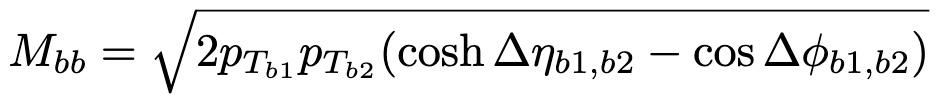 $M_{bb} = \sqrt{2p_{T_{b1}}p_{T_{b2}}(\cosh \Delta\eta_{b1,b2} - \cos \Delta\phi_{b1,b2})}$